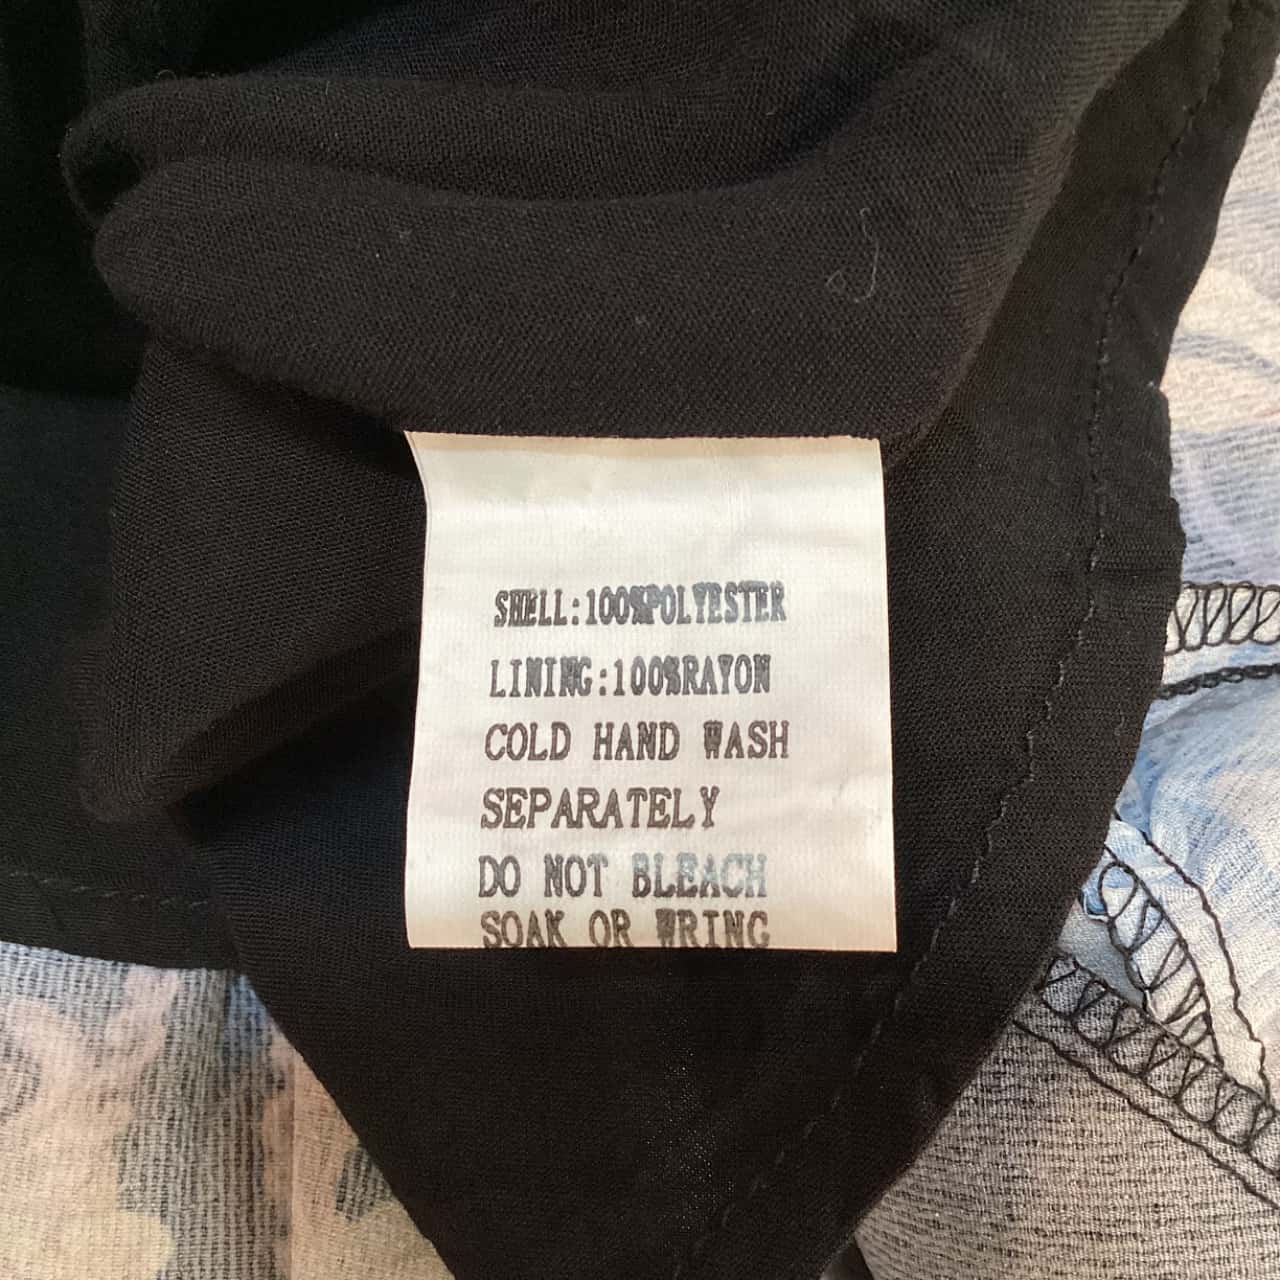 SHELL:100%POLYESTER
LINING:100%RAYON
COLD HAND WASH
SEPARATELY
DO NOT BLEACH
SOAK OR WRING